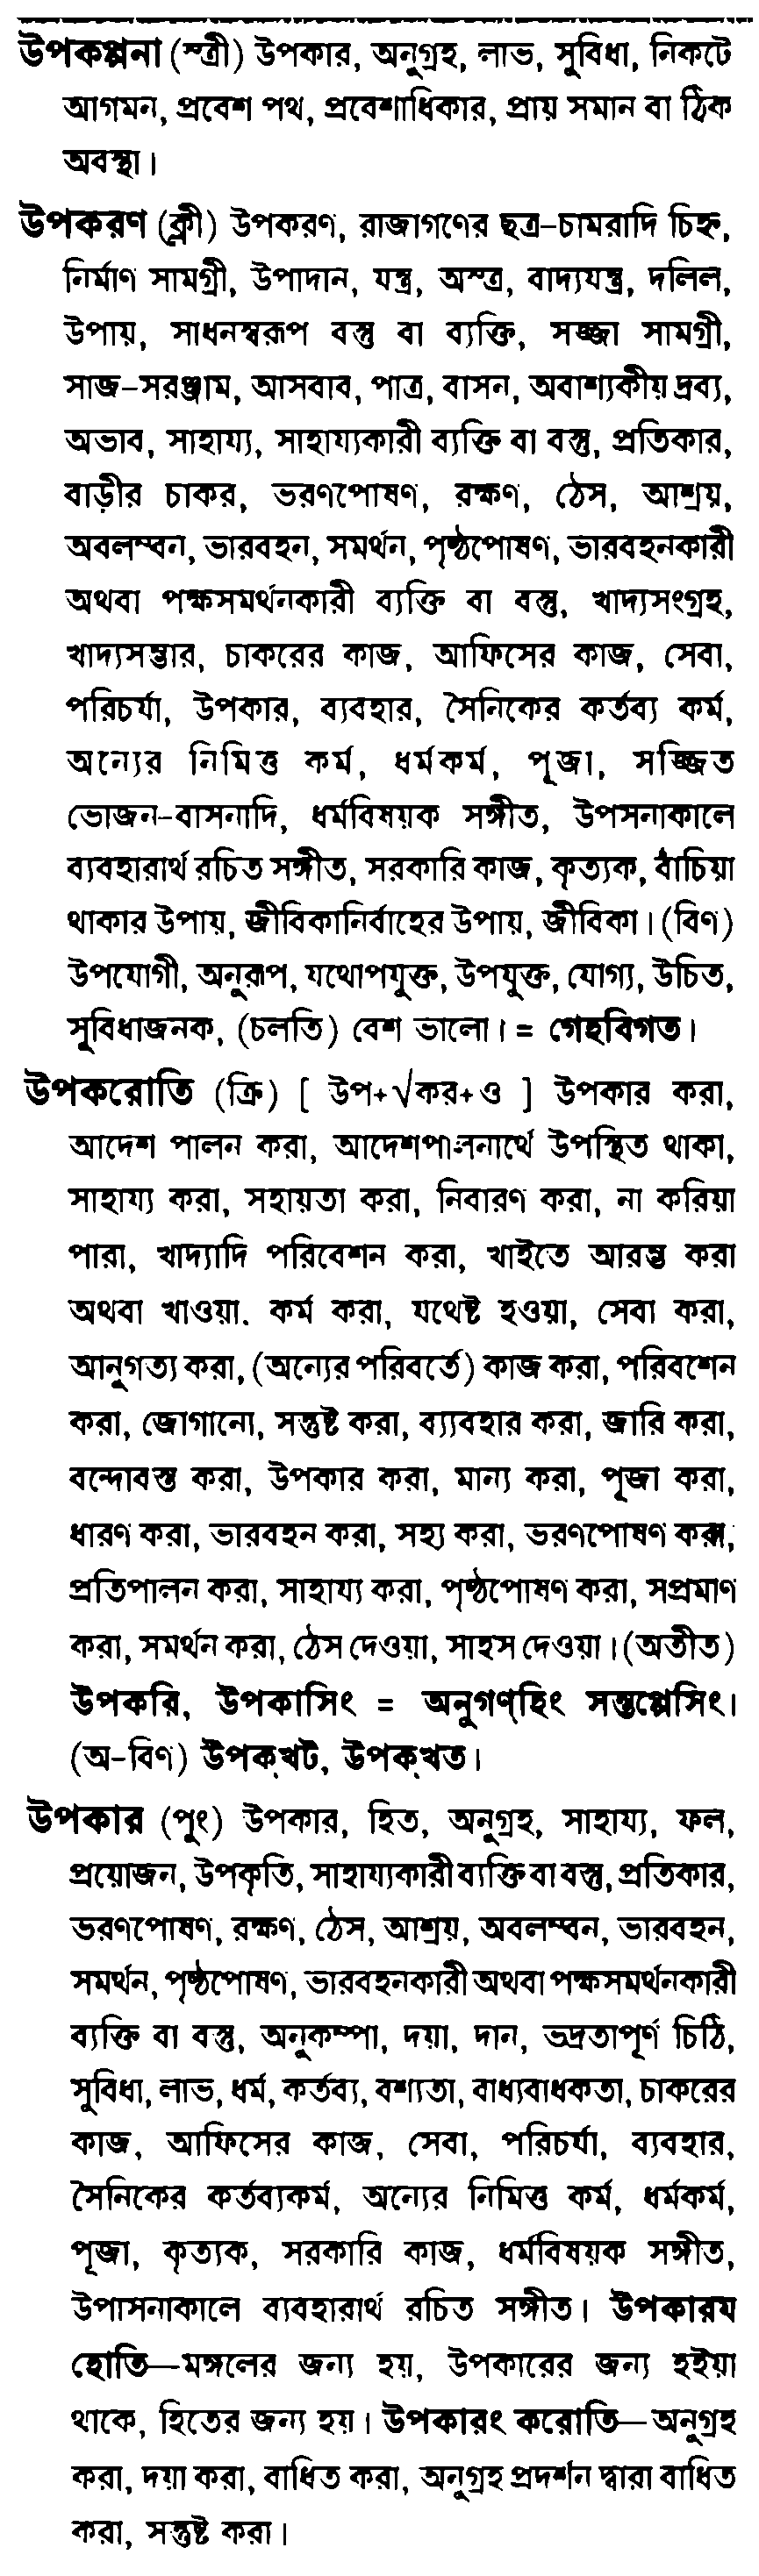 উপকপ্পনা (স্ত্রী) উপকার, অনুগ্রহ, লাভ, সুবিধা, নিকটে
আগমন, প্রবেশ পথ, প্রবেশাধিকার, প্রায় সমান বা ঠিক
অবস্থা।
উপকরণ (ক্লী) উপকরণ, রাজাগণের ছত্র-চামরাদি চিহ্ন,
নির্মাণ সামগ্রী, উপাদান, যন্ত্র, অস্ত্র, বাদ্যযন্ত্র, দলিল,
উপায়, সাধনস্বরূপ বস্তু বা ব্যক্তি, সজ্জা সামগ্রী,
সাজ-সরঞ্জাম, আসবাব, পাত্র, বাসন, অবাশ্যকীয় দ্রব্য,
অভাব, সাহায্য, সাহায্যকারী ব্যক্তি বা বস্তু, প্রতিকার,
বাড়ীর চাকর, ভরণপোষণ, রক্ষণ, ঠেস, আশ্রয়,
অবলম্বন, ভারবহন, সমর্থন, পৃষ্ঠপোষণ, ভারবহনকারী
অথবা পক্ষসমর্থনকারী ব্যক্তি বা বস্তু, খাদ্যসংগ্রহ,
খাদ্যসম্ভার, চাকরের কাজ, আফিসের কাজ, সেবা,
পরিচর্যা, উপকার, ব্যবহার, সৈনিকের কর্তব্য কর্ম,
অন্যের নিমিত্ত কর্ম, ধর্মকর্ম, পূজা, সজ্জিত
ভোজন-বাসনাদি, ধর্মবিষয়ক সঙ্গীত, উপসনাকালে
ব্যবহারার্থ রচিত সঙ্গীত, সরকারি কাজ, কৃত্যক, বাঁচিয়া
থাকার উপায়, জীবিকানির্বাহের উপায়, জীবিকা। (বিণ)
উপযোগী, অনুরূপ, যথোপযুক্ত, উপযুক্ত, যোগ্য, উচিত,
সুবিধাজনক, (চলতি) বেশ ভালো। = গেহবিগত।
উপকরোতি (ক্রি) [ উপ+√কর+ও ] উপকার করা,
আদেশ পালন করা, আদেশপালনার্থে উপস্থিত থাকা,
সাহায্য করা, সহায়তা করা, নিবারণ করা, না করিয়া
পারা, খাদ্যাদি পরিবেশন করা, খাইতে আরম্ভ করা
অথবা খাওয়া. কর্ম করা, যথেষ্ট হওয়া, সেবা করা,
আনুগত্য করা, (অন্যের পরিবর্তে) কাজ করা, পরিবশেন
করা, জোগানো, সন্তুষ্ট করা, ব্যাবহার করা, জারি করা,
বন্দোবস্ত করা, উপকার করা, মান্য করা, পূজা করা,
ধারণ করা, ভারবহন করা, সহ্য করা, ভরণপোষণ করা,
প্রতিপালন করা, সাহায্য করা, পৃষ্ঠপোষণ করা, সপ্রমাণ
করা, সমর্থন করা, ঠেস দেওয়া, সাহস দেওয়া। (অতীত)
উপকরি, উপকাসিং = অনুগণ্‌হিং সন্তপ্পেসিং।
(অ-বিণ) উপক্‌খট, উপক্‌খত।
উপকার (পুং) উপকার, হিত, অনুগ্রহ, সাহায্য, ফল,
প্রয়োজন, উপকৃতি, সাহায্যকারী ব্যক্তি বা বস্তু, প্রতিকার,
ভরণপোষণ, রক্ষণ, ঠেস, আশ্রয়, অবলম্বন, ভারবহন,
সমর্থন, পৃষ্ঠপোষণ, ভারবহনকারী অথবা পক্ষসমর্থনকারী
ব্যক্তি বা বস্তু, অনুকম্পা, দয়া, দান, ভদ্রতাপূর্ণ চিঠি,
সুবিধা, লাভ, ধর্ম, কর্তব্য, বশ্যতা, বাধ্যবাধকতা, চাকরের
কাজ, আফিসের কাজ, সেবা, পরিচর্যা, ব্যবহার,
সৈনিকের কর্তব্যকর্ম, অন্যের নিমিত্ত কর্ম, ধর্মকর্ম,
পূজা, কৃত্যক, সরকারি কাজ, ধর্মবিষয়ক সঙ্গীত,
উপাসনাকালে ব্যবহারার্থ রচিত সঙ্গীত। উপকারম
হোতি—মঙ্গলের জন্য হয়, উপকারের জন্য হইয়া
থাকে, হিতের জন্য হয়। উপকারং করোতি—অনুগ্রহ
করা, দয়া করা, বাধিত করা, অনুগ্রহ প্রদর্শন দ্বারা বাধিত
করা, সন্তুষ্ট করা।